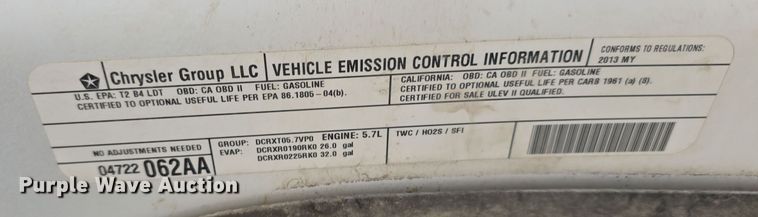 Chrysler Group LLC
VEHICLE EMISSION CONTROL INFORMATION
CONFORMS TO REGULATIONS:
2013 MY
U.S. EPA: T2 B4 LDT OBD: CA OBD II FUEL: GASOLINE
CERTIFIED TO OPTIONAL USEFUL LIFE PER EPA 86.1805-04(b).
CALIFORNIA: OBD: CA OBD II FUEL: GASOLINE
CERTIFIED TO OPTIONAL USEFUL LIFE PER CARB 1961 (a) (8).
CERTIFIED FOR SALE ULEV II QUALIFIED.
NO ADJUSTMENTS NEEDED
04722 062AA
GROUP: DCRXT05.7VP0 ENGINE: 5.7L
EVAP: DCRXR0190RK0 26.0 gal
DCRXR0225RK0 32.0 gal
TWC / HO2S / SFI
Purple Wave Auction